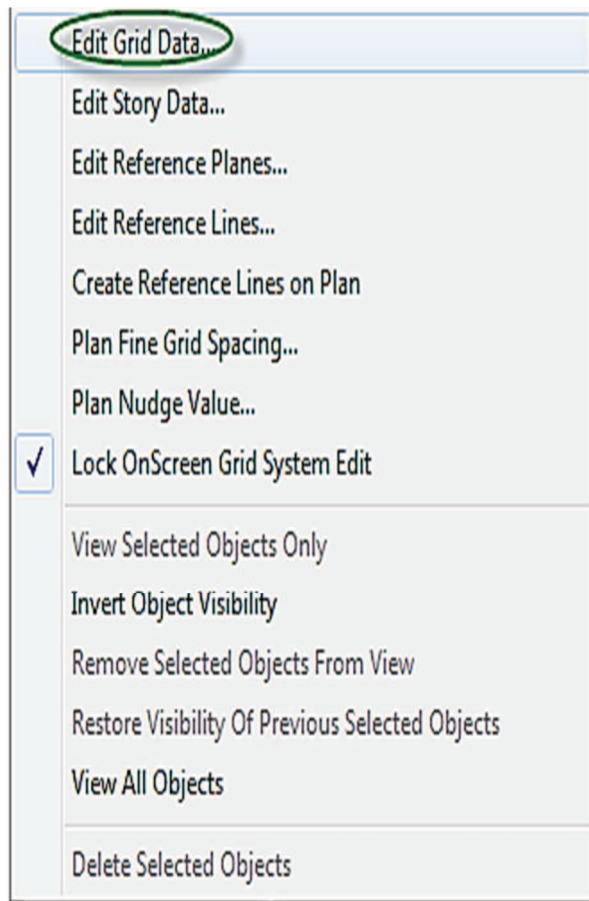 Edit Grid Data...
Edit Story Data...
Edit Reference Planes...
Edit Reference Lines...
Create Reference Lines on Plan
Plan Fine Grid Spacing...
Plan Nudge Value...
Lock OnScreen Grid System Edit
View Selected Objects Only
Invert Object Visibility
Remove Selected Objects From View
Restore Visibility Of Previous Selected Objects
View All Objects
Delete Selected Objects